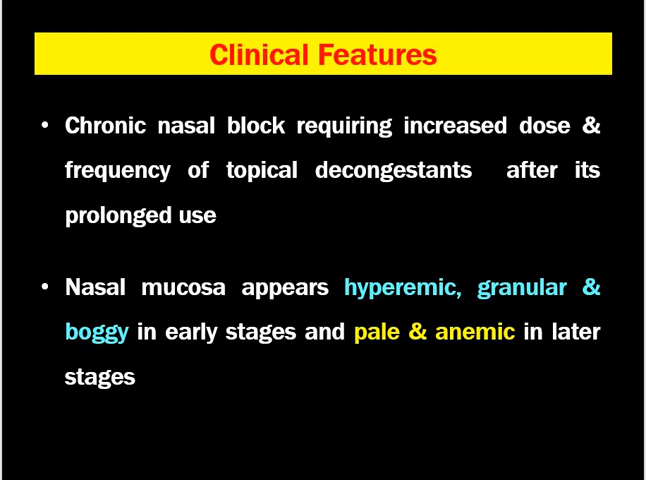 Clinical Features
• Chronic nasal block requiring increased dose &
frequency of topical decongestants after its
prolonged use
• Nasal mucosa appears hyperemic, granular &
boggy in early stages and pale & anemic in later
stages